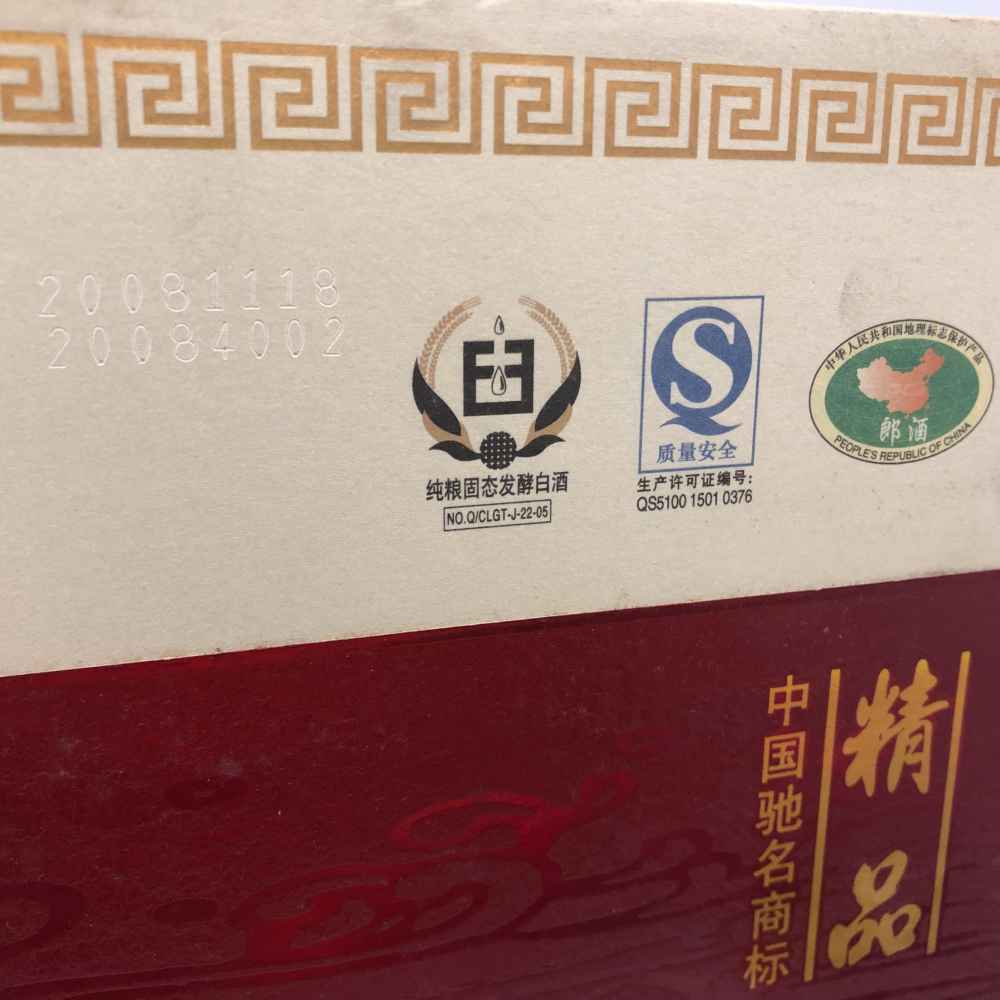 20081118
20084002
纯粮固态发酵白酒
NO.Q/CLGT-J-22-05
质量安全
生产许可证编号:
QS5100 1501 0376
中华人民共和国地理标志保护产品
郎酒
PEOPLE'S REPUBLIC OF CHINA
中国驰名商标
精品